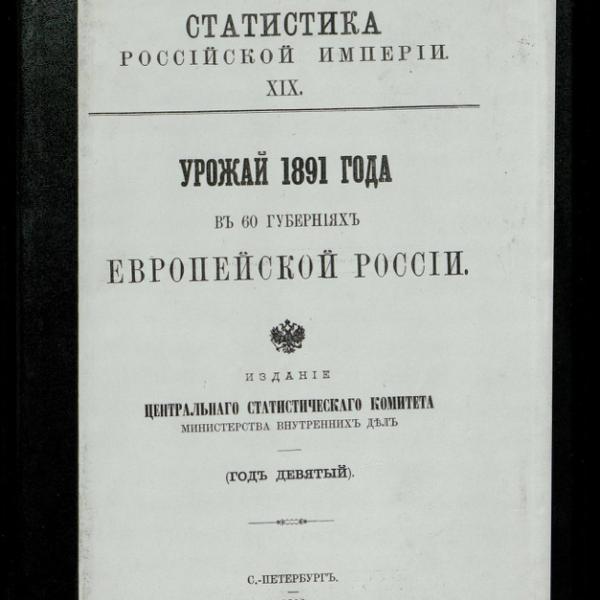 СТАТИСТИКА
РОССІЙСКОЙ ИМПЕРІИ.
XIX.
УРОЖАЙ 1891 ГОДА
ВЪ 60 ГУБЕРНІЯХЪ
ЕВРОПЕЙСКОЙ РОССІИ.
ИЗДАНІЕ
ЦЕНТРАЛЬНАГО СТАТИСТИЧЕСКАГО КОМИТЕТА
МИНИСТЕРСТВА ВНУТРЕННИХЪ ДѢЛЪ
(ГОДЪ ДЕВЯТЫЙ).
С.-ПЕТЕРБУРГЪ.